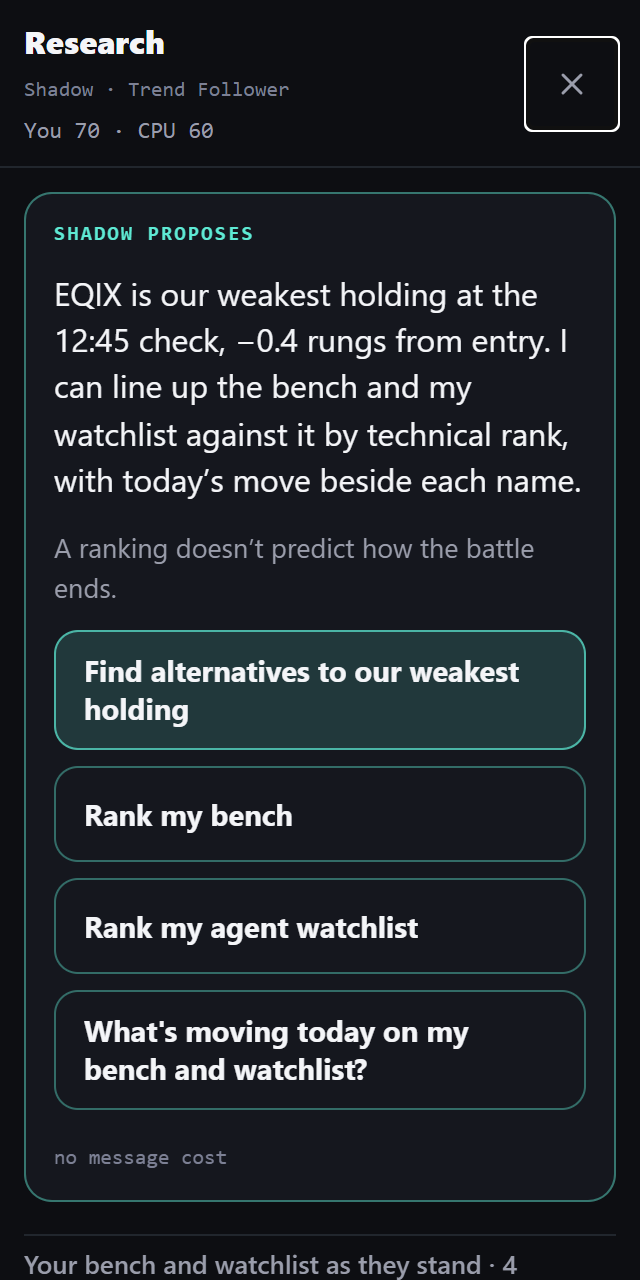 Research
Shadow · Trend Follower
You 70 · CPU 60
SHADOW PROPOSES
EQIX is our weakest holding at the
12:45 check, −0.4 rungs from entry. I
can line up the bench and my
watchlist against it by technical rank,
with today’s move beside each name.
A ranking doesn’t predict how the battle
ends.
Find alternatives to our weakest
holding
Rank my bench
Rank my agent watchlist
What's moving today on my
bench and watchlist?
no message cost
Your bench and watchlist as they stand · 4